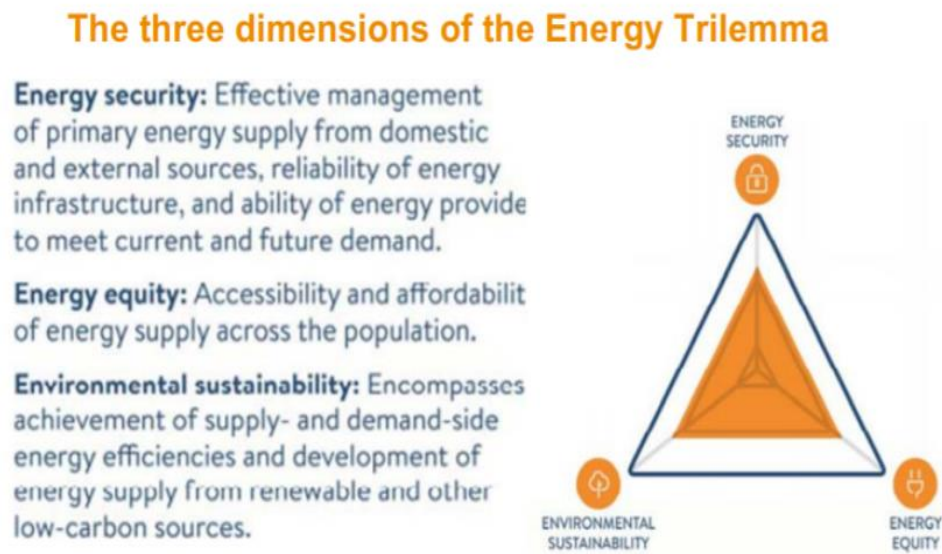 The three dimensions of the Energy Trilemma
Energy security: Effective management
of primary energy supply from domestic
and external sources, reliability of energy
infrastructure, and ability of energy provide
to meet current and future demand.
Energy equity: Accessibility and affordabilit
of energy supply across the population.
Environmental sustainability: Encompasses
achievement of supply- and demand-side
energy efficiencies and development of
energy supply from renewable and other
low-carbon sources.
ENERGY
SECURITY
ENVIRONMENTAL
SUSTAINABILITY
ENERGY
EQUITY